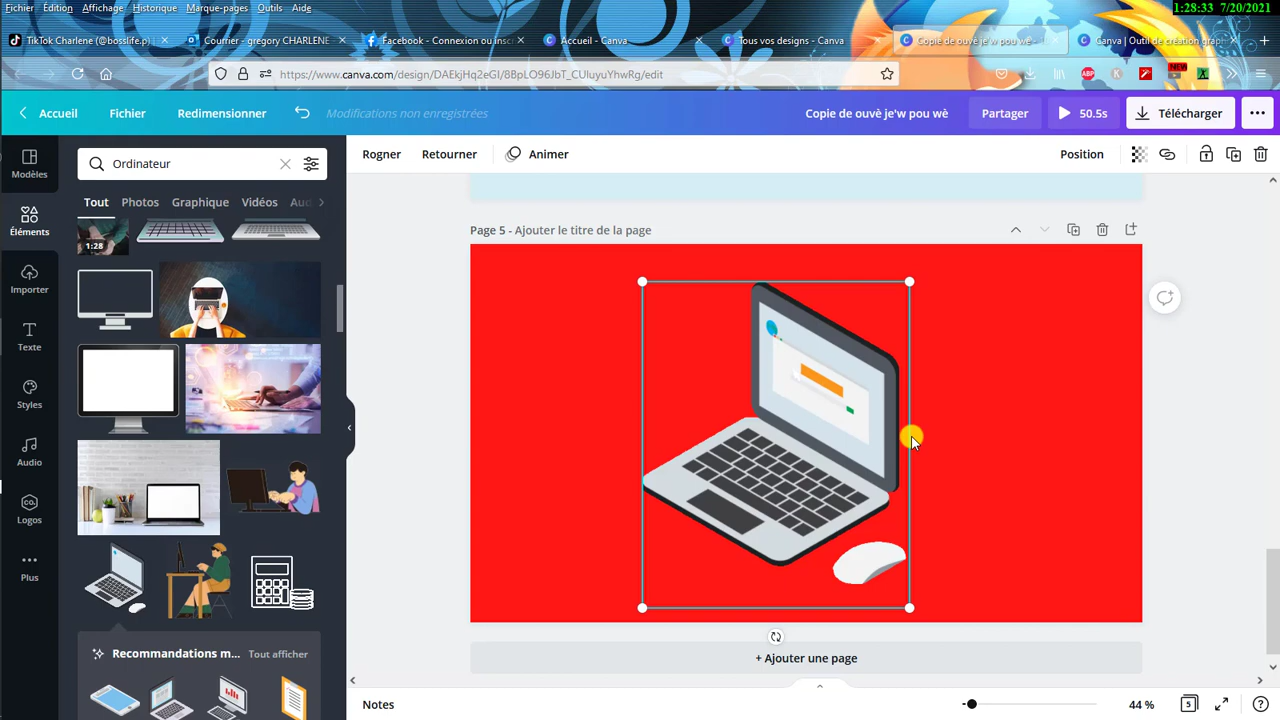 Fichier Édition Affichage Historique Marque-pages Outils Aide
1:28:33 7/20/2021
TikTok Charlene (@bosslife.p)
Courrier - gregory CHARLENE
Facebook - Connexion ou inscr
Accueil - Canva
Tous vos designs - Canva
Copie de ouvè je'w pou wè -
Canva | Outil de création graph
https://www.canva.com/design/DAEkjHq2eGI/8BpLO96JbT_CUluyuYhwRg/edit
ABP
NEW
Accueil Fichier Redimensionner Modifications non enregistrées
Copie de ouvè je'w pou wè Partager 50.5s Télécharger
Modèles
Éléments
Importer
Texte
Styles
Audio
Logos
Plus
Ordinateur
Tout Photos Graphique Vidéos Aud
1:28
Recommandations m... Tout afficher
Rogner Retourner Animer Position
Page 5 - Ajouter le titre de la page
+ Ajouter une page
Notes 44 % 5